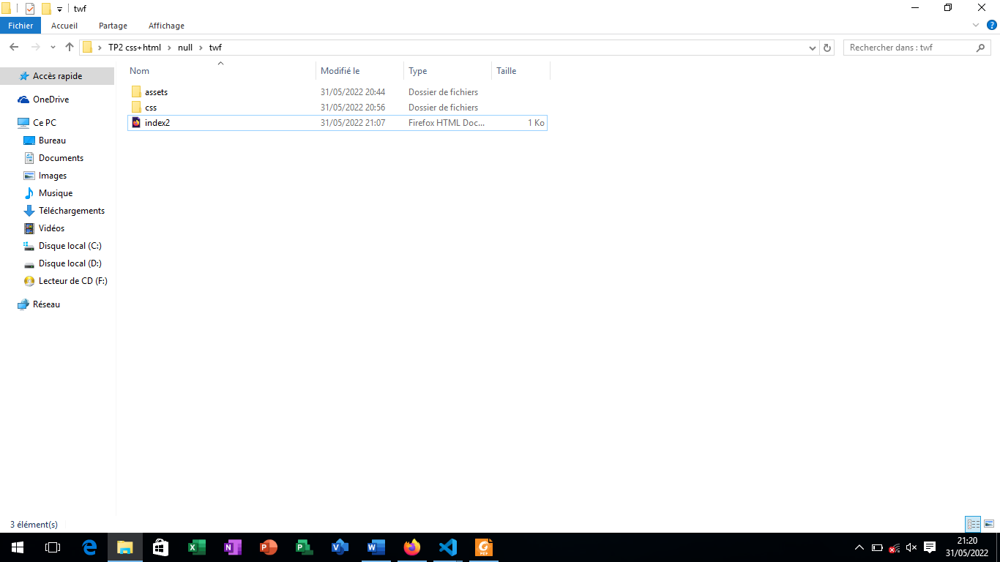 twf
Fichier Accueil Partage Affichage
TP2 css+html null twf Rechercher dans : twf
Nom Modifié le Type Taille
assets 31/05/2022 20:44 Dossier de fichiers
css 31/05/2022 20:56 Dossier de fichiers
index2 31/05/2022 21:07 Firefox HTML Doc... 1 Ko
Accès rapide
OneDrive
Ce PC
Bureau
Documents
Images
Musique
Téléchargements
Vidéos
Disque local (C:)
Disque local (D:)
Lecteur de CD (F:)
Réseau
3 élément(s)
21:20
31/05/2022